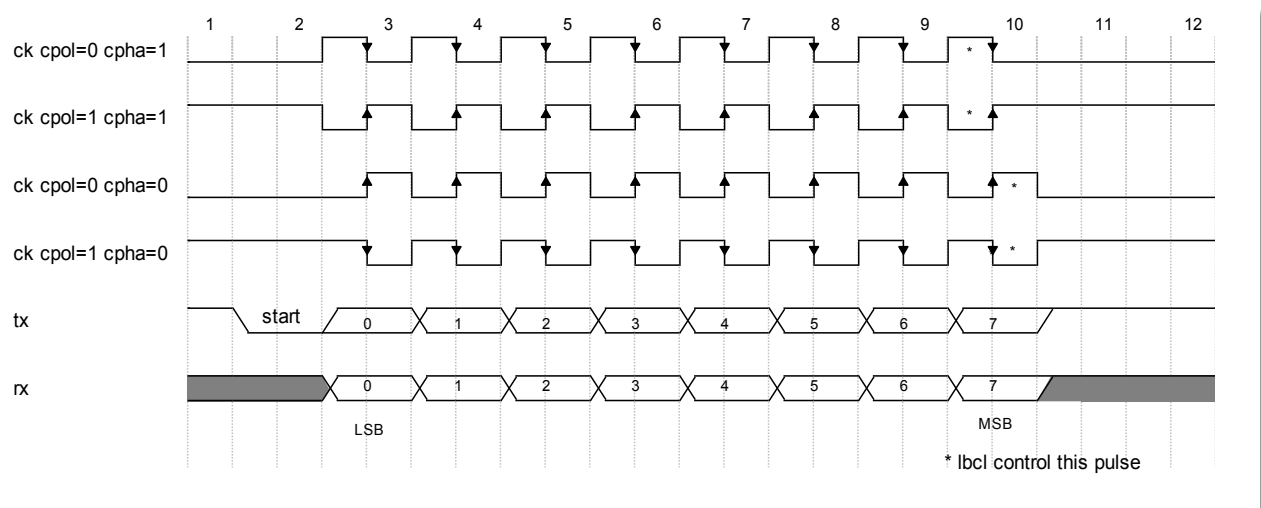 1 2 3 4 5 6 7 8 9 10 11 12
ck cpol=0 cpha=1 *
ck cpol=1 cpha=1 *
ck cpol=0 cpha=0 *
ck cpol=1 cpha=0 *
tx start 0 1 2 3 4 5 6 7
rx 0 1 2 3 4 5 6 7
LSB MSB
* lbcl control this pulse